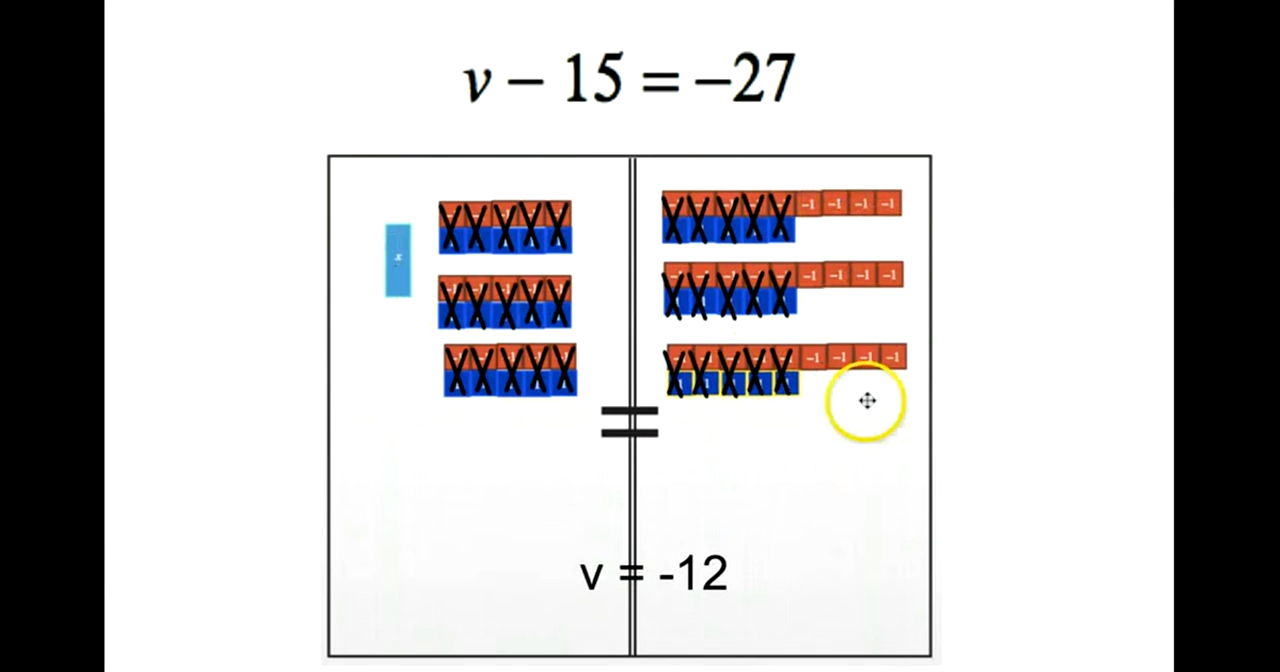 v − 15 = −27
x
−1 −1 −1 −1
−1 −1 −1 −1
−1 −1 −1 −1
=
v = -12